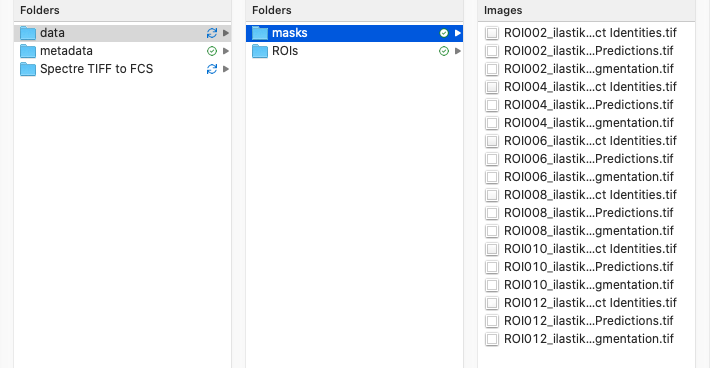 Folders
data
metadata
Spectre TIFF to FCS
Folders
masks
ROIs
Images
ROI002_ilastik...ct Identities.tif
ROI002_ilastik...Predictions.tif
ROI002_ilastik...gmentation.tif
ROI004_ilastik...ct Identities.tif
ROI004_ilastik...Predictions.tif
ROI004_ilastik...gmentation.tif
ROI006_ilastik...ct Identities.tif
ROI006_ilastik...Predictions.tif
ROI006_ilastik...gmentation.tif
ROI008_ilastik...ct Identities.tif
ROI008_ilastik...Predictions.tif
ROI008_ilastik...gmentation.tif
ROI010_ilastik...ct Identities.tif
ROI010_ilastik...Predictions.tif
ROI010_ilastik...gmentation.tif
ROI012_ilastik...ct Identities.tif
ROI012_ilastik...Predictions.tif
ROI012_ilastik...gmentation.tif